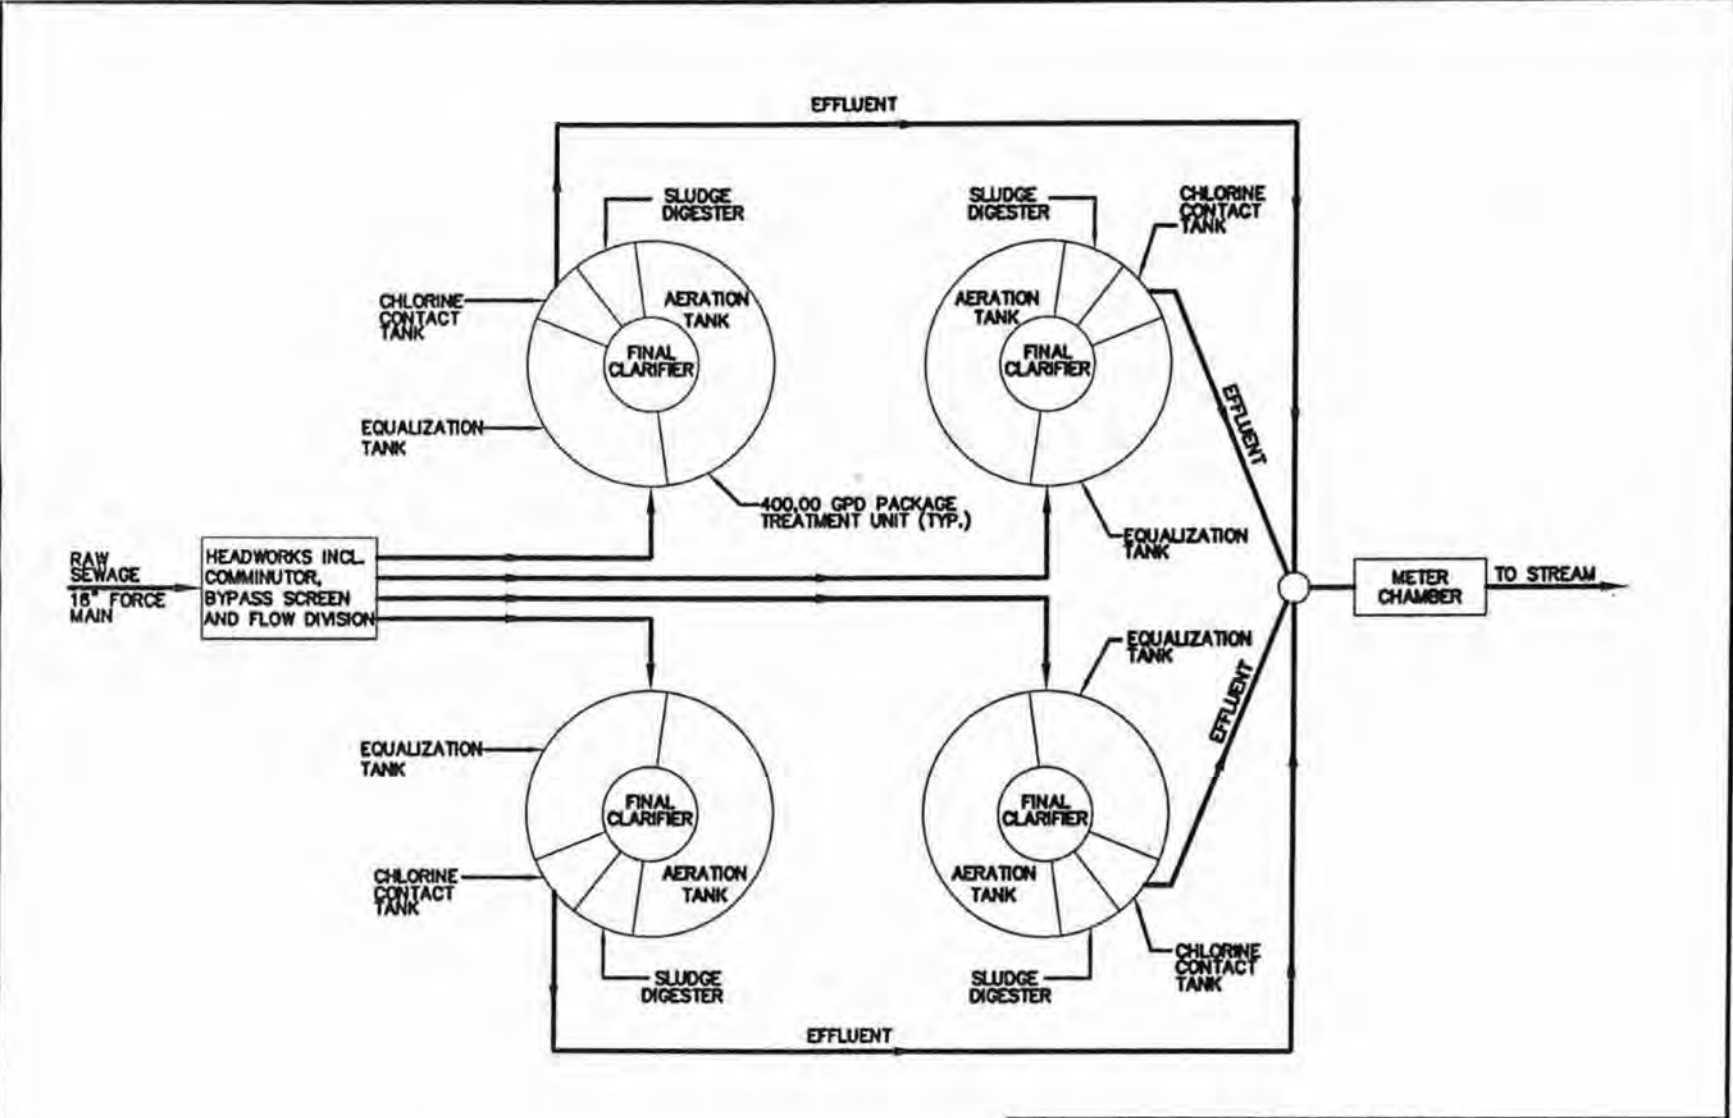 EFFLUENT
SLUDGE
DIGESTER
SLUDGE
DIGESTER
CHLORINE
CONTACT
TANK
CHLORINE
CONTACT
TANK
AERATION
TANK
AERATION
TANK
FINAL
CLARIFIER
FINAL
CLARIFIER
EFFLUENT
EQUALIZATION
TANK
400,00 GPD PACKAGE
TREATMENT UNIT (TYP.)
EQUALIZATION
TANK
RAW
SEWAGE
16" FORCE
MAIN
HEADWORKS INCL.
COMMINUTOR,
BYPASS SCREEN
AND FLOW DIVISION
METER
CHAMBER
TO STREAM
EQUALIZATION
TANK
EFFLUENT
EQUALIZATION
TANK
FINAL
CLARIFIER
FINAL
CLARIFIER
CHLORINE
CONTACT
TANK
AERATION
TANK
AERATION
TANK
CHLORINE
CONTACT
TANK
SLUDGE
DIGESTER
SLUDGE
DIGESTER
EFFLUENT